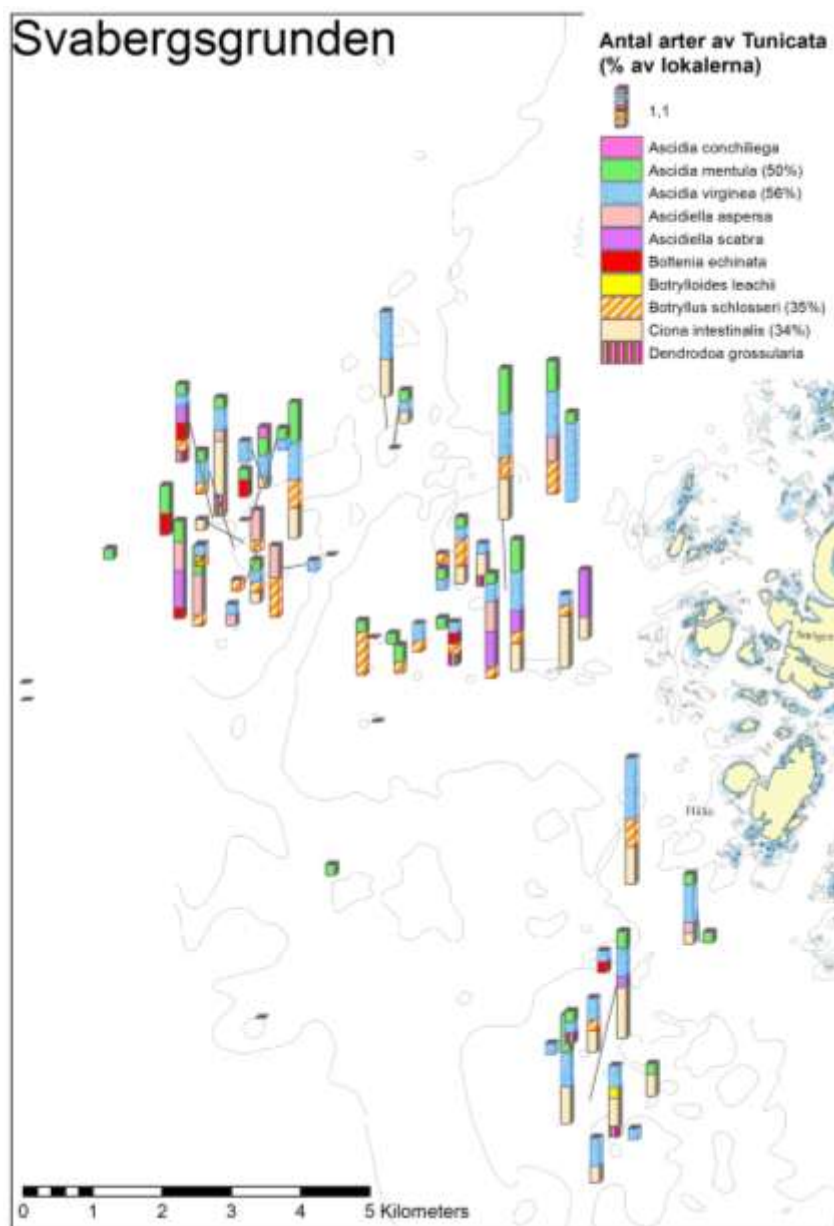 Svabergsgrunden
Antal arter av Tunicata
(% av lokalerna)
1,1
Ascidia conchilega
Ascidia mentula (50%)
Ascidia virginea (56%)
Ascidiella aspersa
Ascidiella scabra
Boltenia echinata
Botrylloides leachii
Botryllus schlosseri (35%)
Ciona intestinalis (34%)
Dendrodoa grossularia
0 1 2 3 4 5 Kilometers